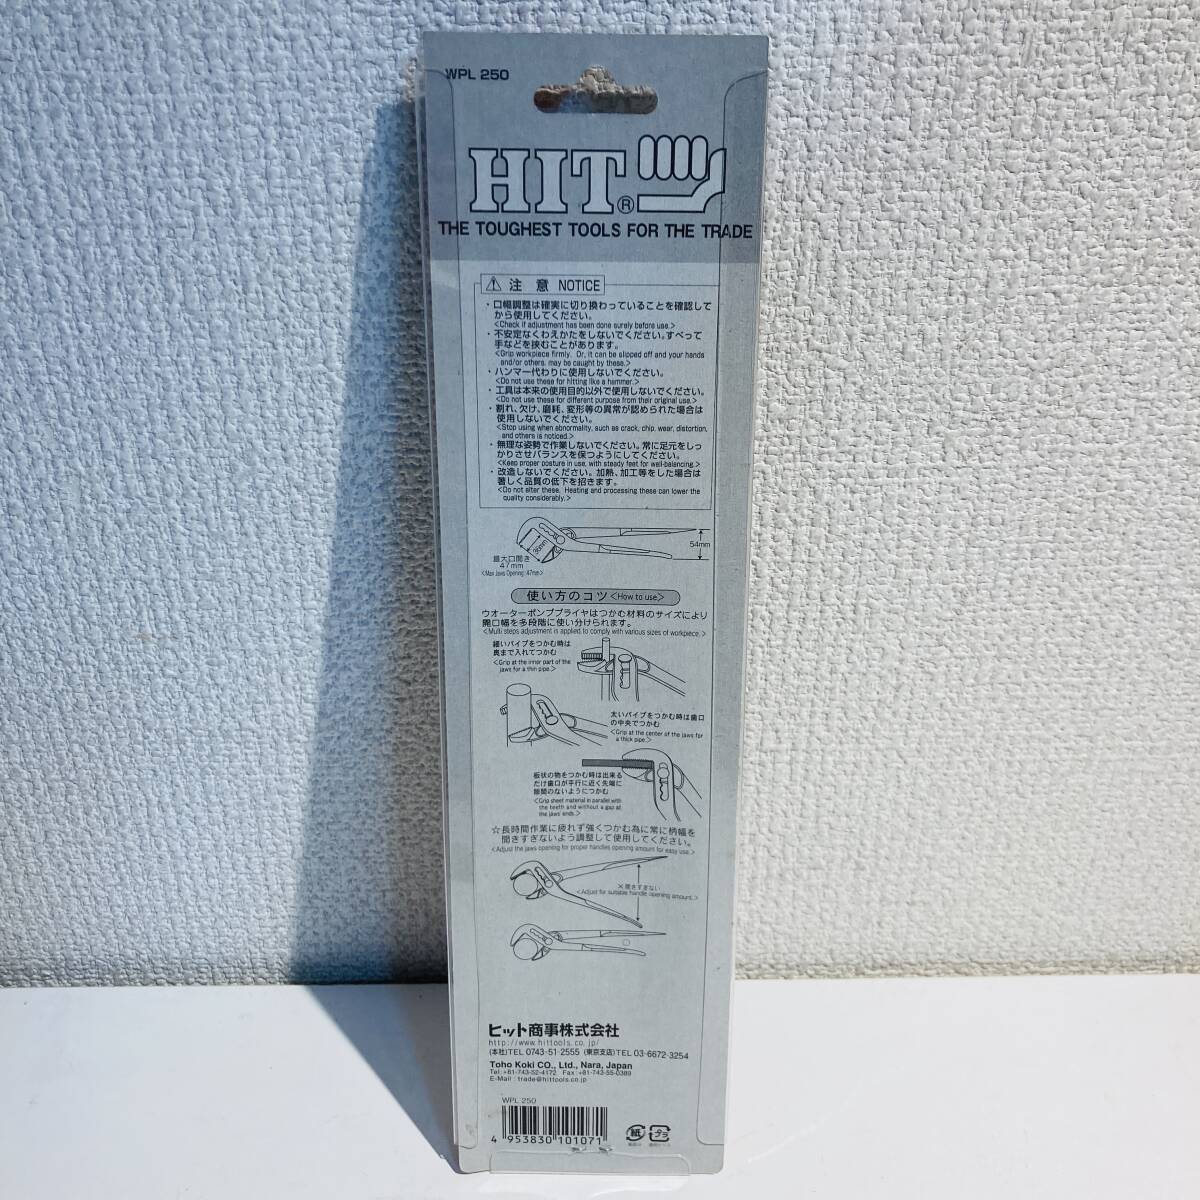 WPL 250
HIT®
THE TOUGHEST TOOLS FOR THE TRADE
注 意 NOTICE
・口幅調整は確実に切り換わっていることを確認して
から使用してください。
<Check if adjustment has been done surely before use.>
・不安定なくわえかたをしないでください。すべって
手などを挟むことがあります。
<Grip workpiece firmly. Or, it can be slipped off and your hands
and/or others, may be caught by these.>
・ハンマー代わりに使用しないでください。
<Do not use these for hitting like a hammer.>
・工具は本来の使用目的以外で使用しないでください。
<Do not use these for different purpose from their original use.>
・割れ、欠け、磨耗、変形等の異常が認められた場合は
使用しないでください。
<Stop using when abnormality, such as crack, chip, wear, distortion,
and others is noticed.>
・無理な姿勢で作業しないでください。常に足元をしっ
かりさせバランスを保つようにしてください。
<Keep proper posture in use, with steady feet for well-balancing.>
・改造しないでください。加熱、加工等をした場合は
著しく品質の低下を招きます。
<Do not alter these. Heating and processing these can lower the
quality considerably.>
36mm
54mm
最大口開き
47mm
<Max Jaws Opening : 47mm>
使い方のコツ<How to use>
ウオーターポンププライヤはつかむ材料のサイズにより
開口幅を多段階に使い分けられます。
<Multi steps adjustment is applied to comply with various sizes of workpiece.>
細いパイプをつかむ時は
奥まで入れてつかむ
<Grip at the inner part of the
jaws for a thin pipe.>
太いパイプをつかむ時は歯口
の中央でつかむ
<Grip at the center of the jaws for
a thick pipe.>
板状の物をつかむ時は出来る
だけ歯口が平行に近く先端に
隙間のないようにつかむ
<Grip sheet material in parallel with
the teeth and without a gap at
the jaws' ends.>
☆長時間作業に疲れず強くつかむ為に常に柄幅を
開きすぎないよう調整して使用してください。
<Adjust the jaws opening for proper handles opening amount for easy use.>
×開きすぎない
<Adjust for suitable handle opening amount.>
○
ヒット商事株式会社
http://www.hittools.co.jp/
(本社)TEL 0743-51-2555 (東京支店)TEL 03-6672-3254
Toho Koki CO., Ltd., Nara, Japan
Tel:+81-743-52-4172 Fax:+81-743-55-0389
E-Mail : trade@hittools.co.jp
WPL 250
4 953830 101071
紙
プラ